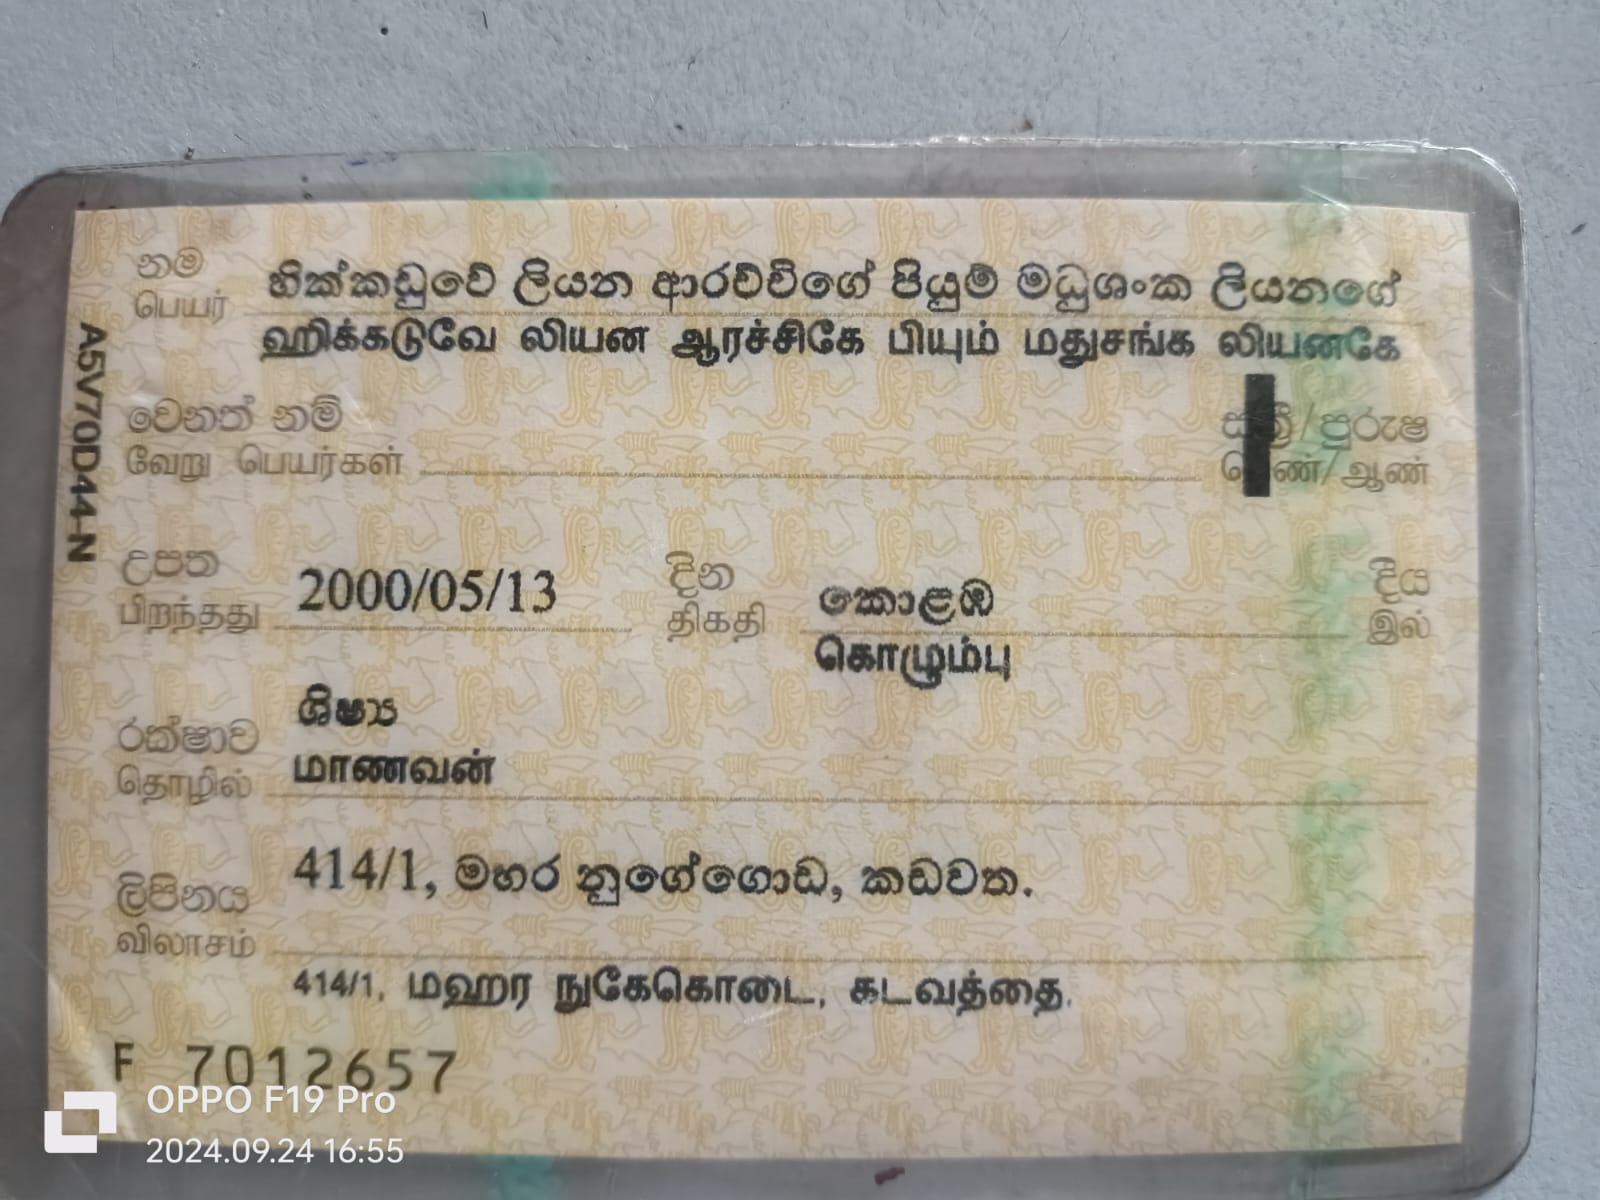 නම හික්කඩුවේ ලියන ආරච්චිගේ පියුම් මධුශංක ලියනගේ
பெயர் ஹிக்கடுவே லியன ஆரச்சிகே பியும் மதுசங்க லியனகே
A5V70D44-N
වෙනත් නම් /පුරුෂ
வேறு பெயர்கள் /ஆண்
උපත 2000/05/13 දින කොළඹ දීය
பிறந்தது திகதி கொழும்பு இல்
ශිෂ්‍ය
රක්ෂාව
தொழில் மாணவன்
414/1, මහර නුගේගොඩ, කඩවත.
ලිපිනය
விலாசம்
414/1, மஹர நுகேகொடை, கடவத்தை.
F 7012657
OPPO F19 Pro
2024.09.24 16:55